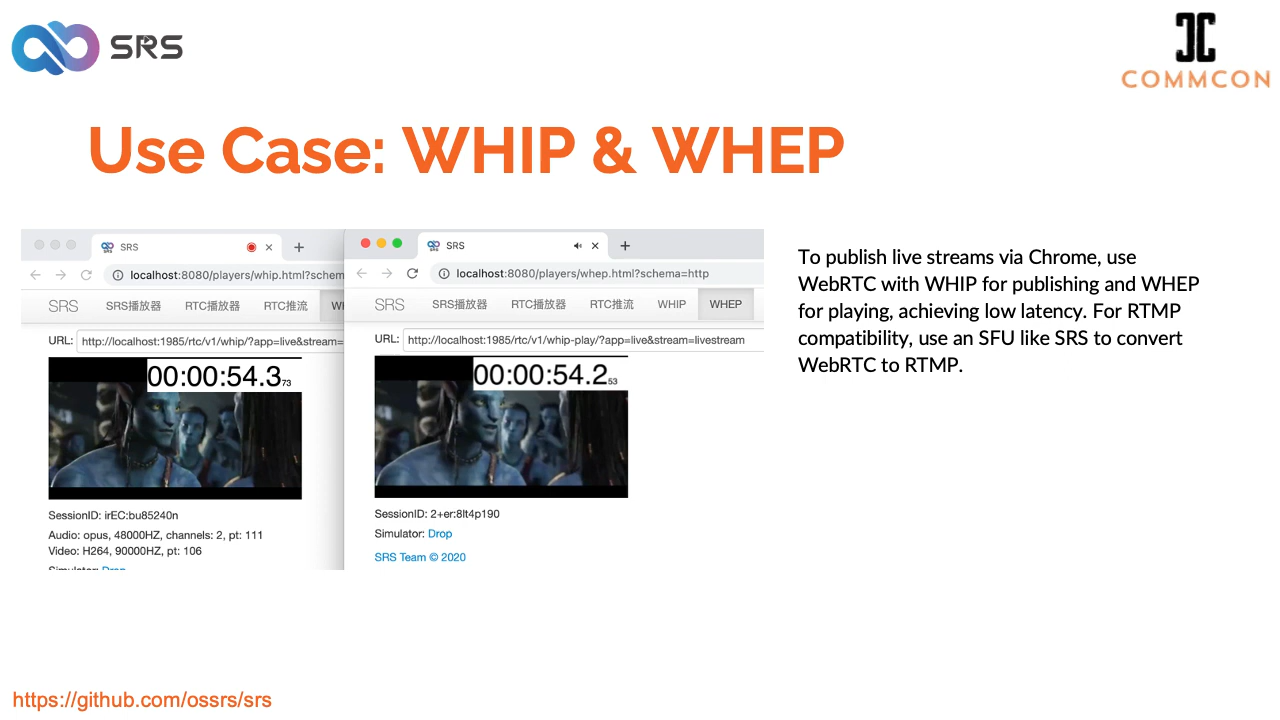 SRS
COMMCON
Use Case: WHIP & WHEP
SRS
localhost:8080/players/whip.html?schem
SRS SRS播放器 RTC播放器 RTC推流
URL: http://localhost:1985/rtc/v1/whip/?app=live&stream=
00:00:54.373
SessionID: irEC:bu85240n
Audio: opus, 48000HZ, channels: 2, pt: 111
Video: H264, 90000HZ, pt: 106
Simulator: Drop
SRS
localhost:8080/players/whep.html?schema=http
SRS SRS播放器 RTC播放器 RTC推流 WHIP WHEP
URL: http://localhost:1985/rtc/v1/whip-play/?app=live&stream=livestream
00:00:54.253
SessionID: 2+er:8lt4p190
Simulator: Drop
SRS Team © 2020
To publish live streams via Chrome, use
WebRTC with WHIP for publishing and WHEP
for playing, achieving low latency. For RTMP
compatibility, use an SFU like SRS to convert
WebRTC to RTMP.
https://github.com/ossrs/srs